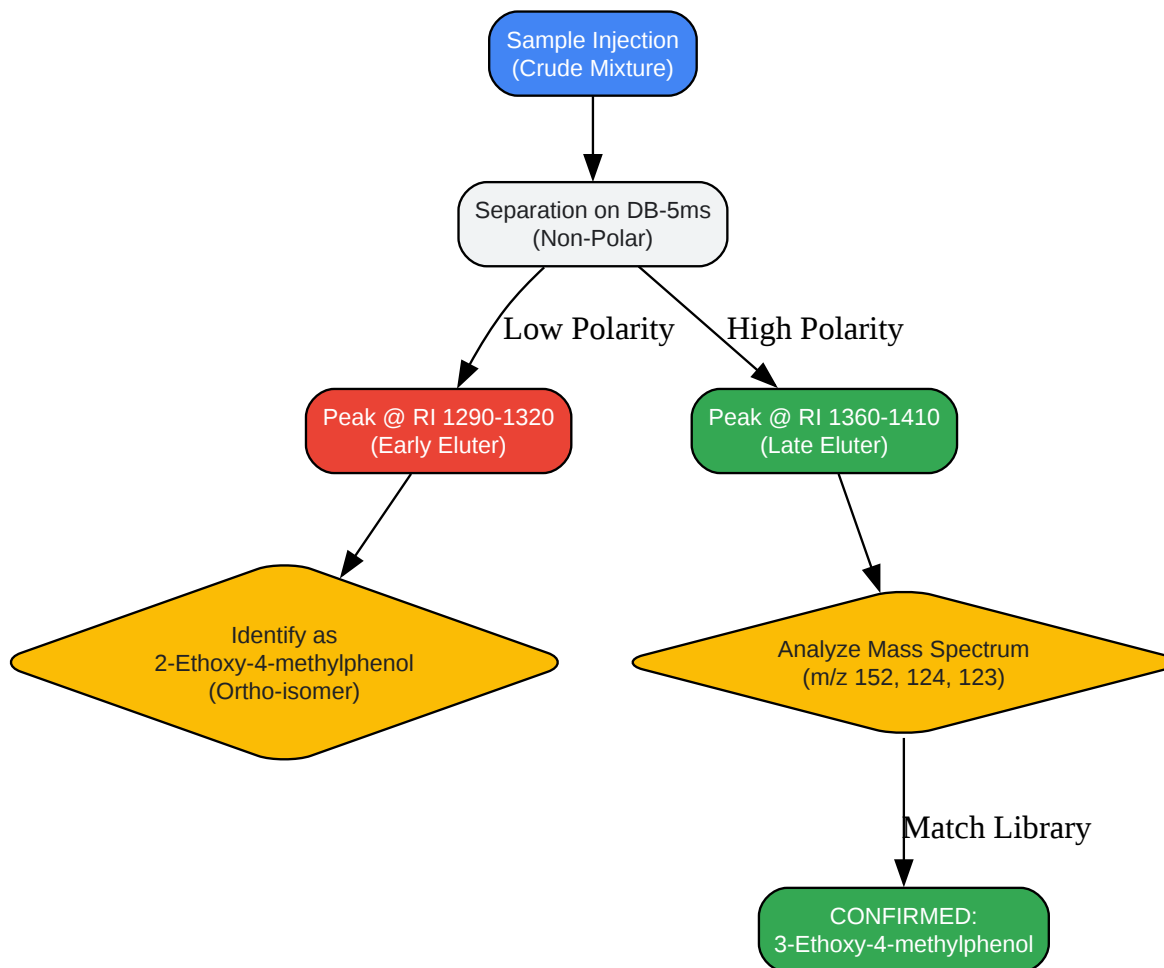 Sample Injection
(Crude Mixture)
Separation on DB-5ms
(Non-Polar)
Low Polarity
High Polarity
Peak @ RI 1290-1320
(Early Eluter)
Peak @ RI 1360-1410
(Late Eluter)
Identify as
2-Ethoxy-4-methylphenol
(Ortho-isomer)
Analyze Mass Spectrum
(m/z 152, 124, 123)
Match Library
CONFIRMED:
3-Ethoxy-4-methylphenol